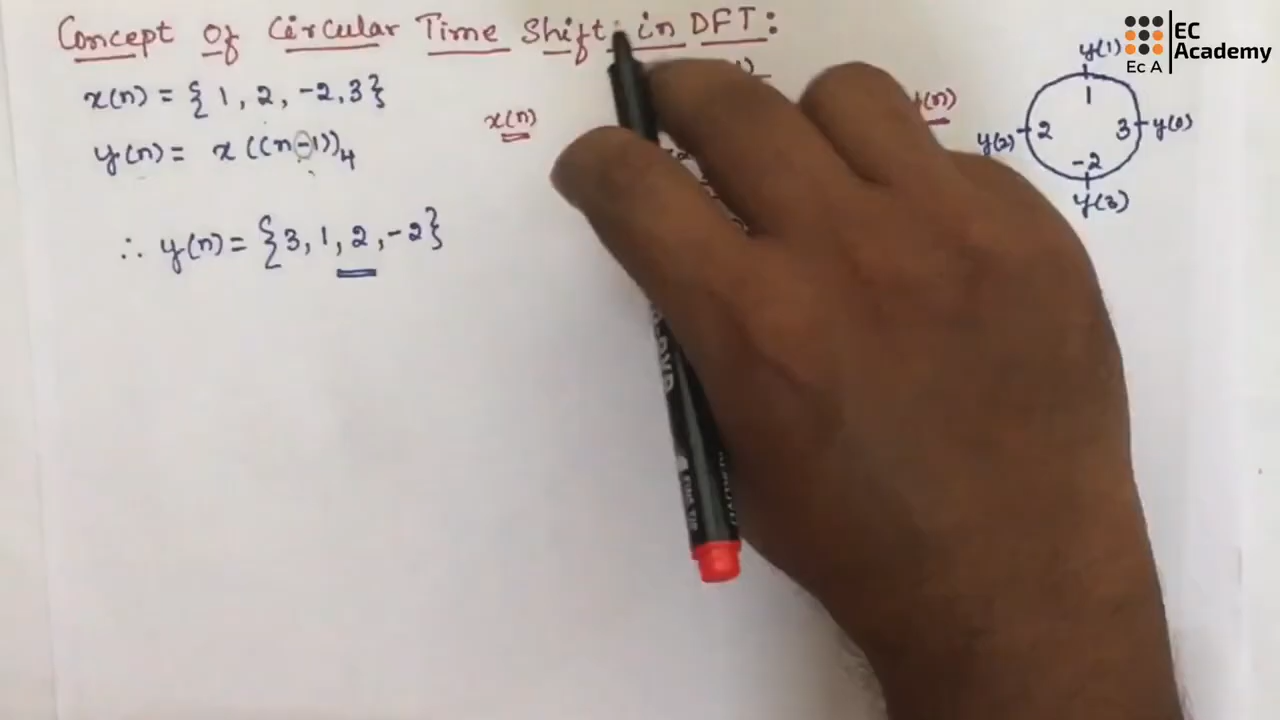 Concept Of Circular Time Shift in DFT:
x(n) = { 1, 2, -2, 3}
y(n) = x ((n-1))4
∴ y(n) = {3, 1, 2, -2}
x(n)
y(1)
1
y(2) 2
3 y(0)
-2
y(3)
EC
Academy
Ec A